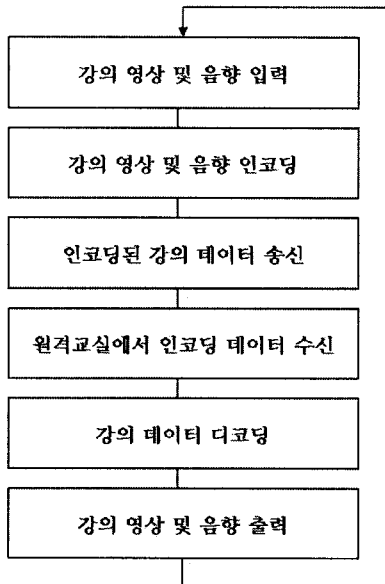 강의 영상 및 음향 입력
강의 영상 및 음향 인코딩
인코딩된 강의 데이터 송신
원격교실에서 인코딩 데이터 수신
강의 데이터 디코딩
강의 영상 및 음향 출력